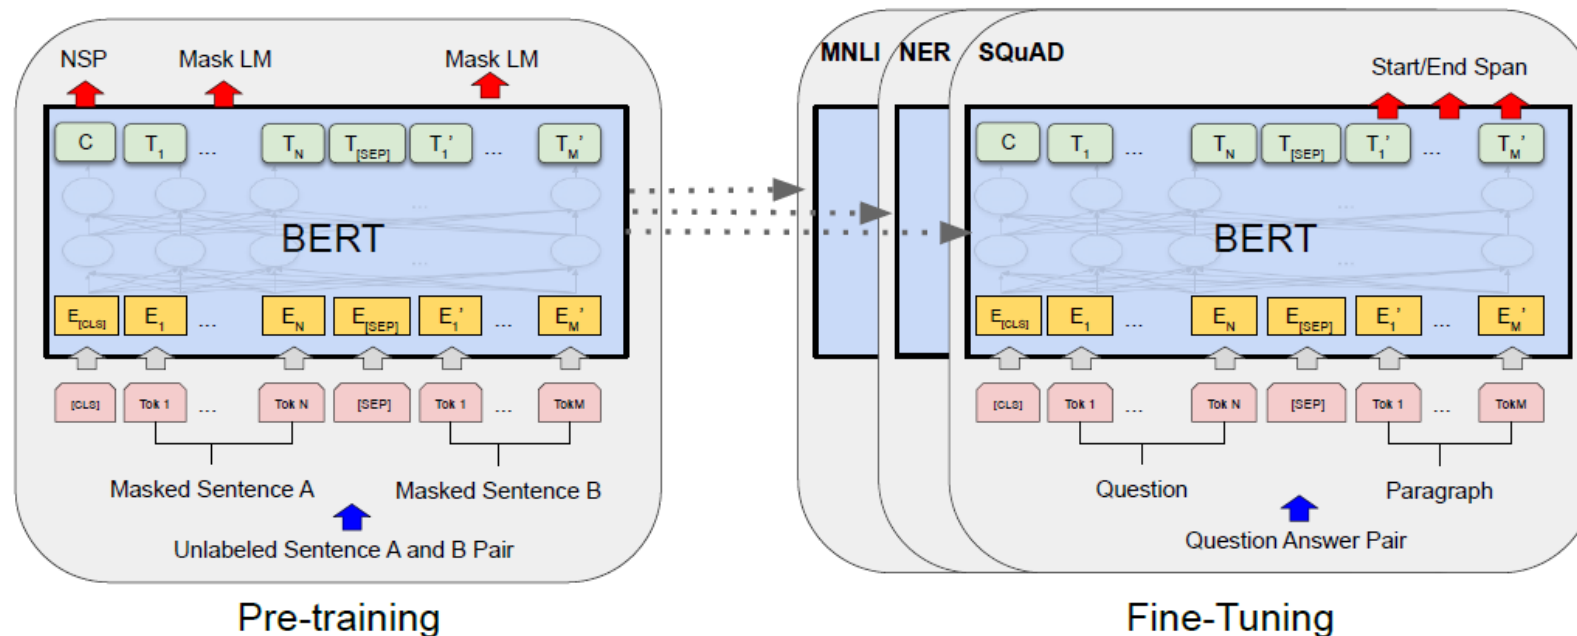 NSP Mask LM Mask LM
C T1 ... TN T[SEP] T1' ... TM'
...
BERT
...
E[CLS] E1 ... EN E[SEP] E1' ... EM'
[CLS] Tok 1 ... Tok N [SEP] Tok 1 ... TokM
Masked Sentence A Masked Sentence B
Unlabeled Sentence A and B Pair
Pre-training
MNLI NER SQuAD
Start/End Span
C T1 ... TN T[SEP] T1' ... TM'
...
BERT
...
E[CLS] E1 ... EN E[SEP] E1' ... EM'
[CLS] Tok 1 ... Tok N [SEP] Tok 1 ... TokM
Question Paragraph
Question Answer Pair
Fine-Tuning